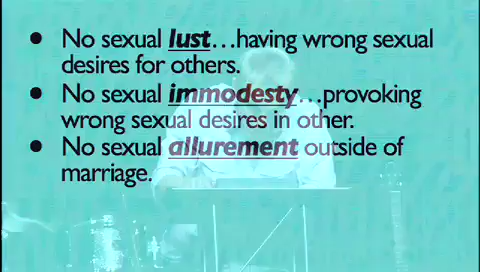 • No sexual lust...having wrong sexual
desires for others.
• No sexual immodesty...provoking
wrong sexual desires in other.
• No sexual allurement outside of
marriage.